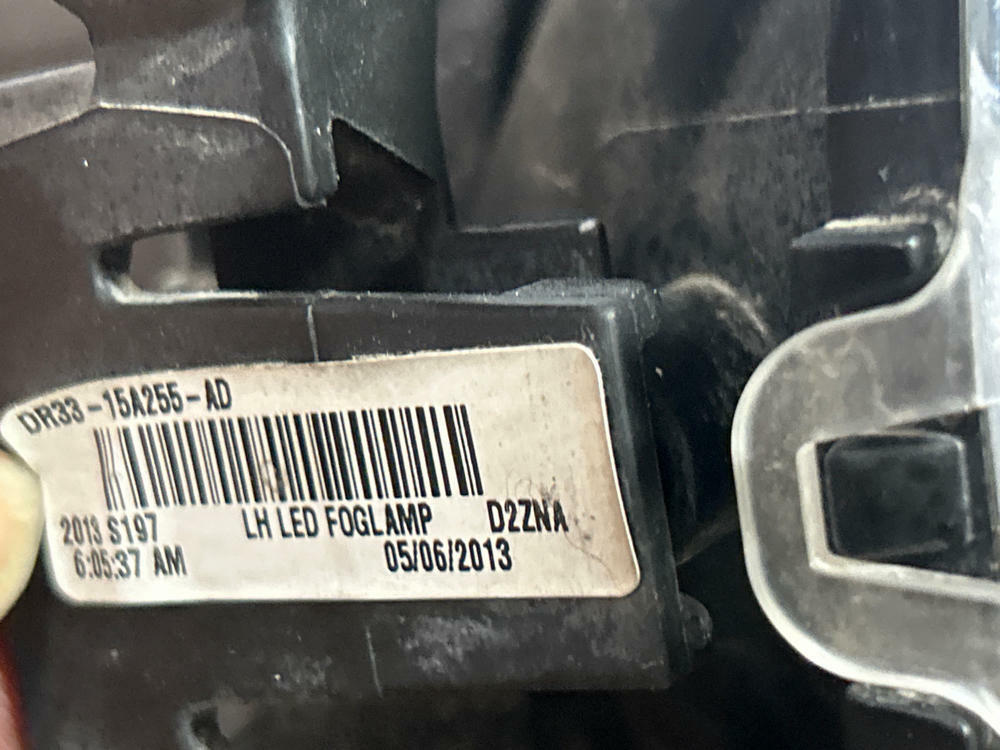 DR33-15A255-AD
2013 S197 LH LED FOGLAMP D2ZNA
6:05:37 AM 05/06/2013